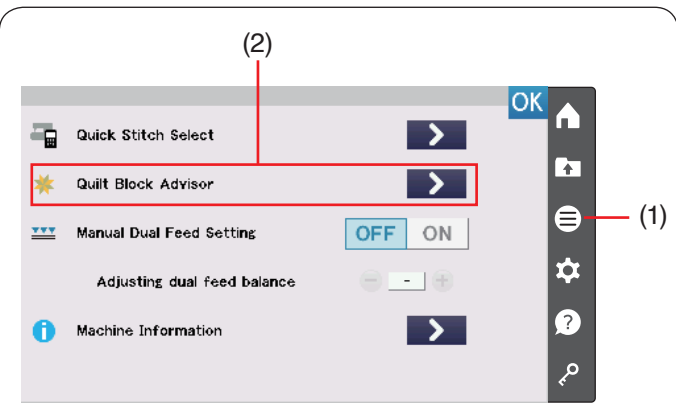 (2)
OK
Quick Stitch Select
Quilt Block Advisor
(1)
Manual Dual Feed Setting OFF ON
Adjusting dual feed balance - - +
Machine Information
i
?